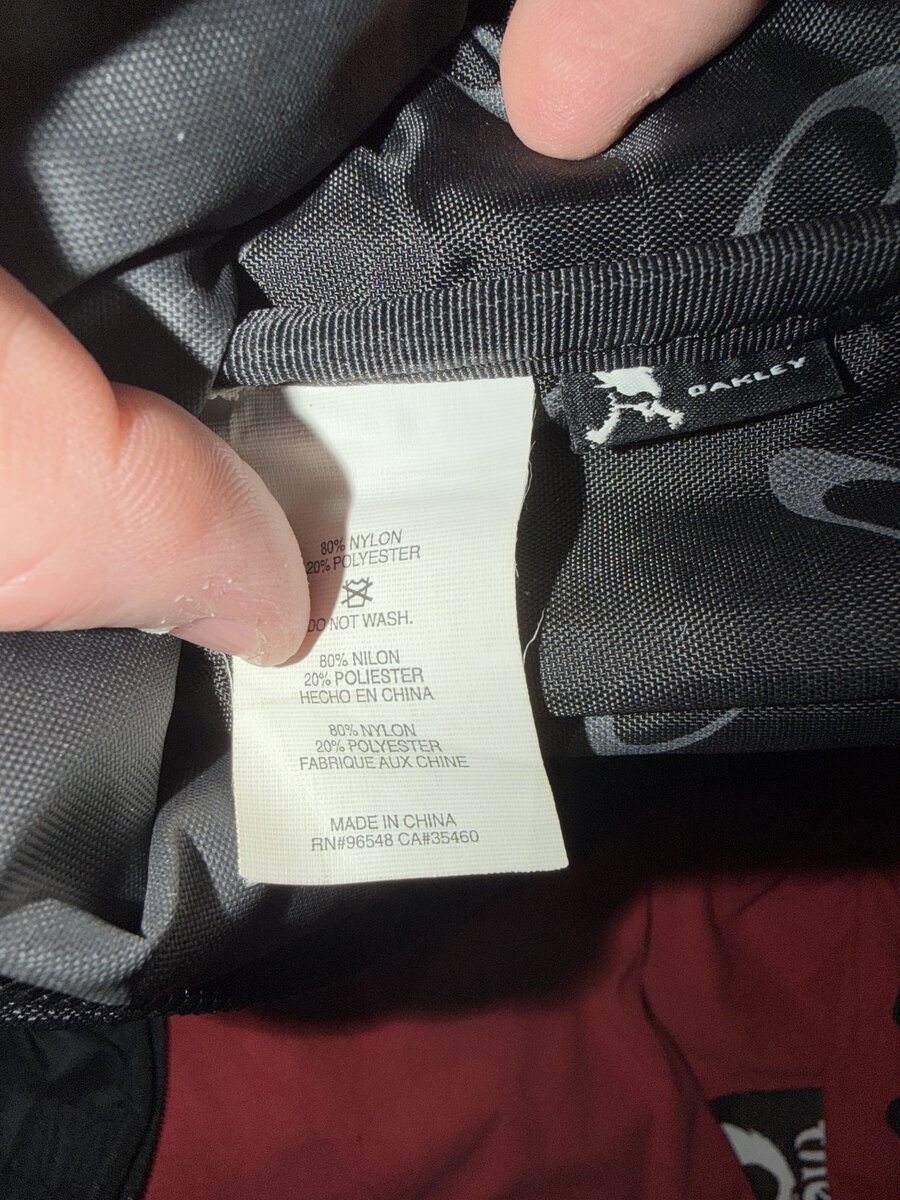 OAKLEY
80% NYLON
20% POLYESTER
DO NOT WASH.
80% NILON
20% POLIESTER
HECHO EN CHINA
80% NYLON
20% POLYESTER
FABRIQUE AUX CHINE
MADE IN CHINA
RN#96548 CA#35460